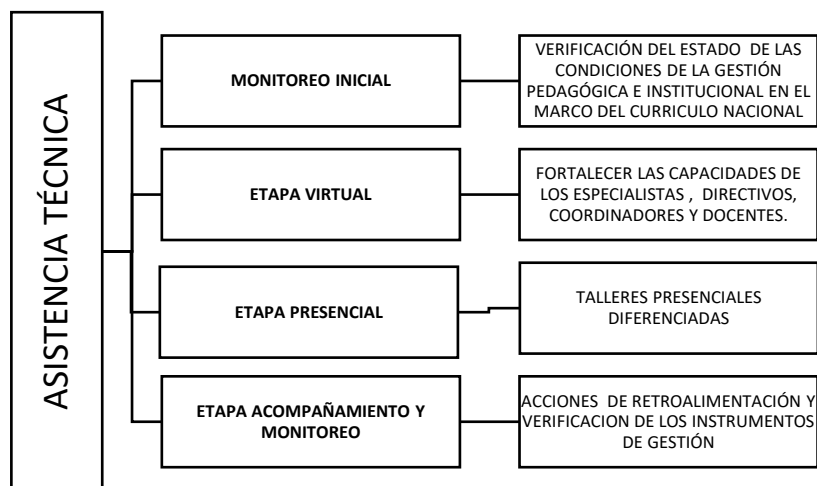 ASISTENCIA TÉCNICA
MONITOREO INICIAL
VERIFICACIÓN DEL ESTADO DE LAS
CONDICIONES DE LA GESTIÓN
PEDAGÓGICA E INSTITUCIONAL EN EL
MARCO DEL CURRICULO NACIONAL
ETAPA VIRTUAL
FORTALECER LAS CAPACIDADES DE
LOS ESPECIALISTAS , DIRECTIVOS,
COORDINADORES Y DOCENTES.
ETAPA PRESENCIAL
TALLERES PRESENCIALES
DIFERENCIADAS
ETAPA ACOMPAÑAMIENTO Y
MONITOREO
ACCIONES DE RETROALIMENTACIÓN Y
VERIFICACION DE LOS INSTRUMENTOS
DE GESTIÓN